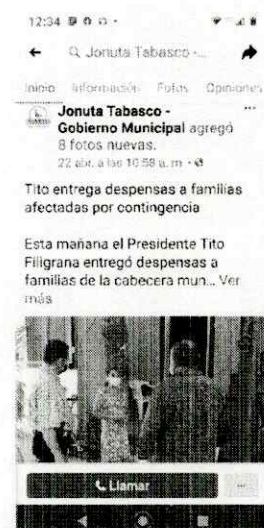 12:34
Jonuta Tabasco -...
Inicio Información Fotos Opiniones
Jonuta Tabasco -
Gobierno Municipal agregó
8 fotos nuevas.
22 abr. a las 10:58 a. m. ·
Tito entrega despensas a familias
afectadas por contingencia
Esta mañana el Presidente Tito
Filigrana entregó despensas a
familias de la cabecera mun... Ver
más
Llamar